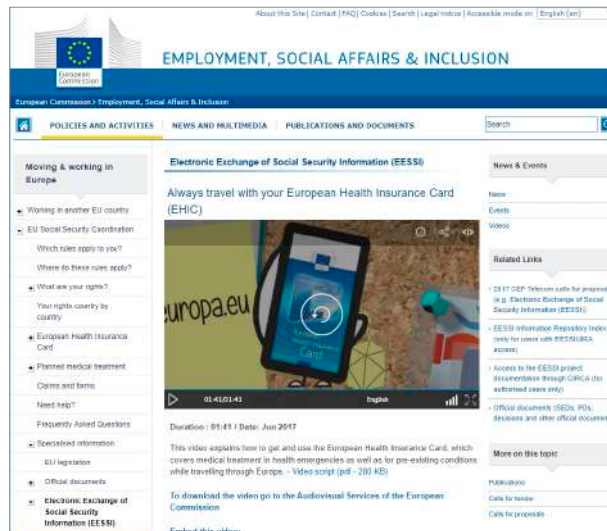 About this Site | Contact | FAQ | Cookies | Search | Legal notice | Accessible mode on | English (en)
European
Commission
EMPLOYMENT, SOCIAL AFFAIRS & INCLUSION
European Commission > Employment, Social Affairs & Inclusion
POLICIES AND ACTIVITIES
NEWS AND MULTIMEDIA
PUBLICATIONS AND DOCUMENTS
Search
Moving & working in
Europe
Working in another EU country
EU Social Security Coordination
Which rules apply to you?
Where do these rules apply?
What are your rights?
Your rights country by
country
European Health Insurance
Card
Planned medical treatment
Claims and forms
Need help?
Frequently Asked Questions
Specialised information
EU legislation
Official documents
Electronic Exchange of
Social Security
Information (EESSI)
Electronic Exchange of Social Security Information (EESSI)
Always travel with your European Health Insurance Card
(EHIC)
europa.eu
European
Health Insurance
Card
01:41/01:41
English
Duration : 01:41 / Date: Jun 2017
This video explains how to get and use the European Health Insurance Card, which
covers medical treatment in health emergencies as well as for pre-existing conditions
while travelling through Europe. - Video script (pdf - 280 KB)
To download the video go to the Audiovisual Services of the European
Commission
Embed this video:
News & Events
News
Events
Videos
Related Links
2017 CEF Telecom calls for proposal
(e.g. Electronic Exchange of Social
Security Information (EESSI))
EESSI Information Repository Index
(only for users with
access)
Access to the EESSI project
documentation through CIRCA (for
authorised users only)
Official documents (SEDs, PDs,
decisions and other official documen
More on this topic
Publications
Calls for tender
Calls for proposals